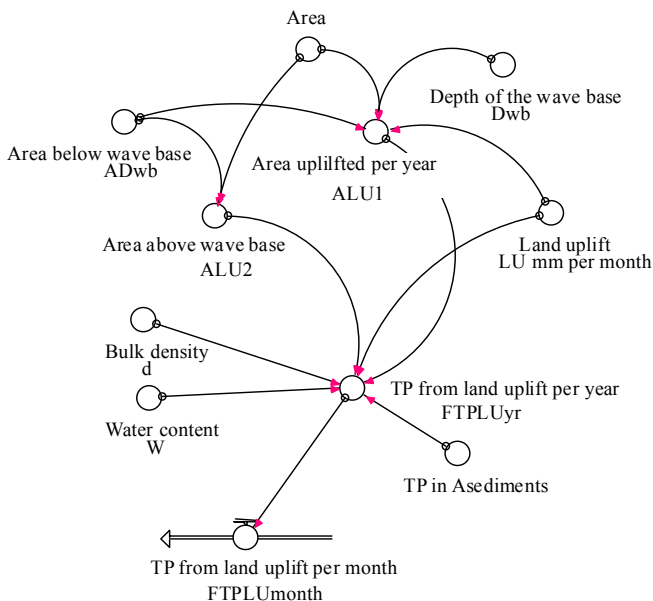 Area
Depth of the wave base
Dwb
Area below wave base
ADwb
Area uplilfted per year
ALU1
Area above wave base
ALU2
Land uplift
LU mm per month
Bulk density
d
TP from land uplift per year
FTPLUyr
Water content
W
TP in Asediments
TP from land uplift per month
FTPLUmonth